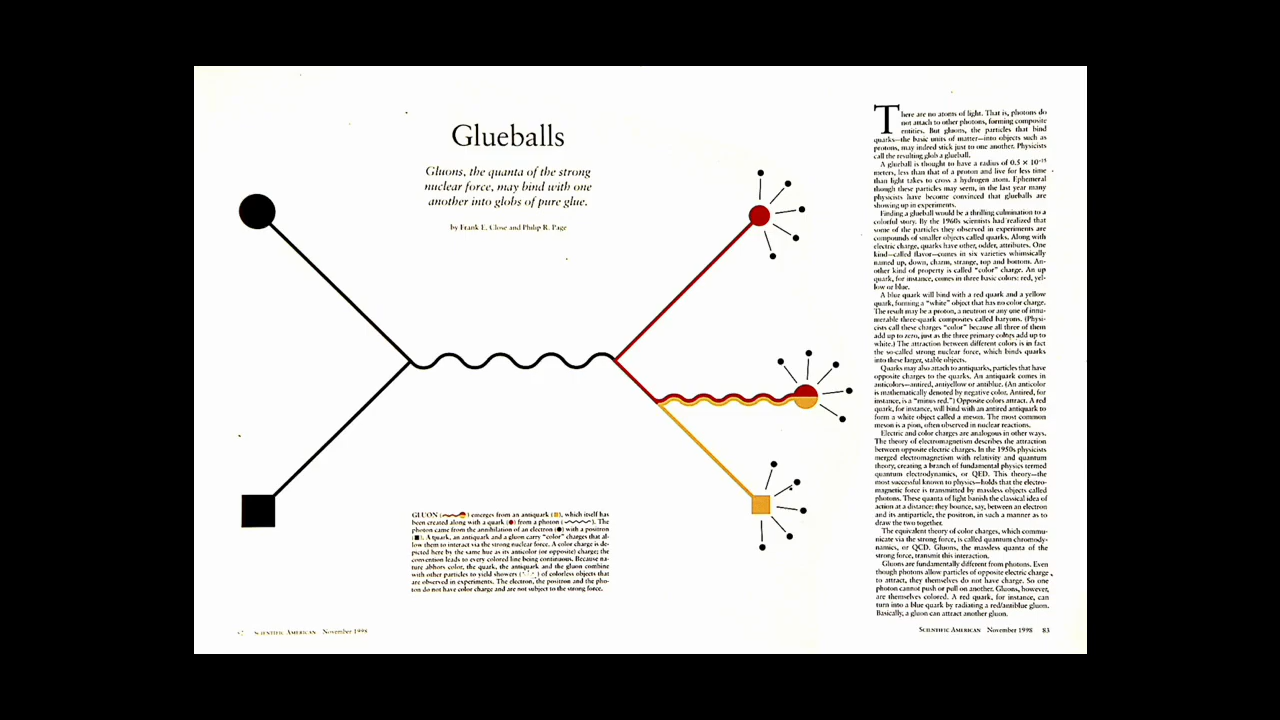 Glueballs
Gluons, the quanta of the strong
nuclear force, may bind with one
another into globs of pure glue.
by Frank E. Close and Philip R. Page
GLUON ( ) emerges from an antiquark ( ), which itself has
been created along with a quark ( ) from a photon ( ). The
photon came from the annihilation of an electron ( ) with a positron
( ). A quark, an antiquark and a gluon carry "color" charges that al-
low them to interact via the strong nuclear force. A color charge is de-
picted here by the same hue as its anticolor (or opposite) charge; the
convention leads to every colored line being continuous. Because na-
ture abhors color, the quark, the antiquark and the gluon combine
with other particles to yield showers ( ) of colorless objects that
are observed in experiments. The electron, the positron and the pho-
ton do not have color charge and are not subject to the strong force.
SCIENTIFIC AMERICAN November 1998
There are no atoms of light. That is, photons do
not attach to other photons, forming composite
entities. But gluons, the particles that bind
quarks—the basic units of matter—into objects such as
protons, may indeed stick just to one another. Physicists
call the resulting glob a glueball.
A glueball is thought to have a radius of 0.5 × 10⁻¹⁵
meters, less than that of a proton and live for less time
than light takes to cross a hydrogen atom. Ephemeral
though these particles may seem, in the last year many
physicists have become convinced that glueballs are
showing up in experiments.
Finding a glueball would be a thrilling culmination to a
colorful story. By the 1960s scientists had realized that
some of the particles they observed in experiments are
compounds of smaller objects called quarks. Along with
electric charge, quarks have other, odder, attributes. One
kind—called flavor—comes in six varieties whimsically
named up, down, charm, strange, top and bottom. An-
other kind of property is called "color" charge. An up
quark, for instance, comes in three basic colors: red, yel-
low or blue.
A blue quark will bind with a red quark and a yellow
quark, forming a "white" object that has no color charge.
The result may be a proton, a neutron or any one of innu-
merable three-quark composites called baryons. (Physi-
cists call these charges "color" because all three of them
add up to zero, just as the three primary colors add up to
white.) The attraction between different colors is in fact
the so-called strong nuclear force, which binds quarks
into these larger, stable objects.
Quarks may also attach to antiquarks, particles that have
opposite charges to the quarks. An antiquark comes in
anticolors—antired, antiyellow or antiblue. (An anticolor
is mathematically denoted by negative color. Antired, for
instance, is a "minus red.") Opposite colors attract. A red
quark, for instance, will bind with an antired antiquark to
form a white object called a meson. The most common
meson is a pion, often observed in nuclear reactions.
Electric and color charges are analogous in other ways.
The theory of electromagnetism describes the attraction
between opposite electric charges. In the 1950s physicists
merged electromagnetism with relativity and quantum
theory, creating a branch of fundamental physics termed
quantum electrodynamics, or QED. This theory—the
most successful known to physics—holds that the electro-
magnetic force is transmitted by massless objects called
photons. These quanta of light banish the classical idea of
action at a distance: they bounce, say, between an electron
and its antiparticle, the positron, in such a manner as to
draw the two together.
The equivalent theory of color charges, which commu-
nicate via the strong force, is called quantum chromody-
namics, or QCD. Gluons, the massless quanta of the
strong force, transmit this interaction.
Gluons are fundamentally different from photons. Even
though photons allow particles of opposite electric charge
to attract, they themselves do not have charge. So one
photon cannot push or pull on another. Gluons, however,
are themselves colored. A red quark, for instance, can
turn into a blue quark by radiating a red/antiblue gluon.
Basically, a gluon can attract another gluon.
SCIENTIFIC AMERICAN November 1998 83